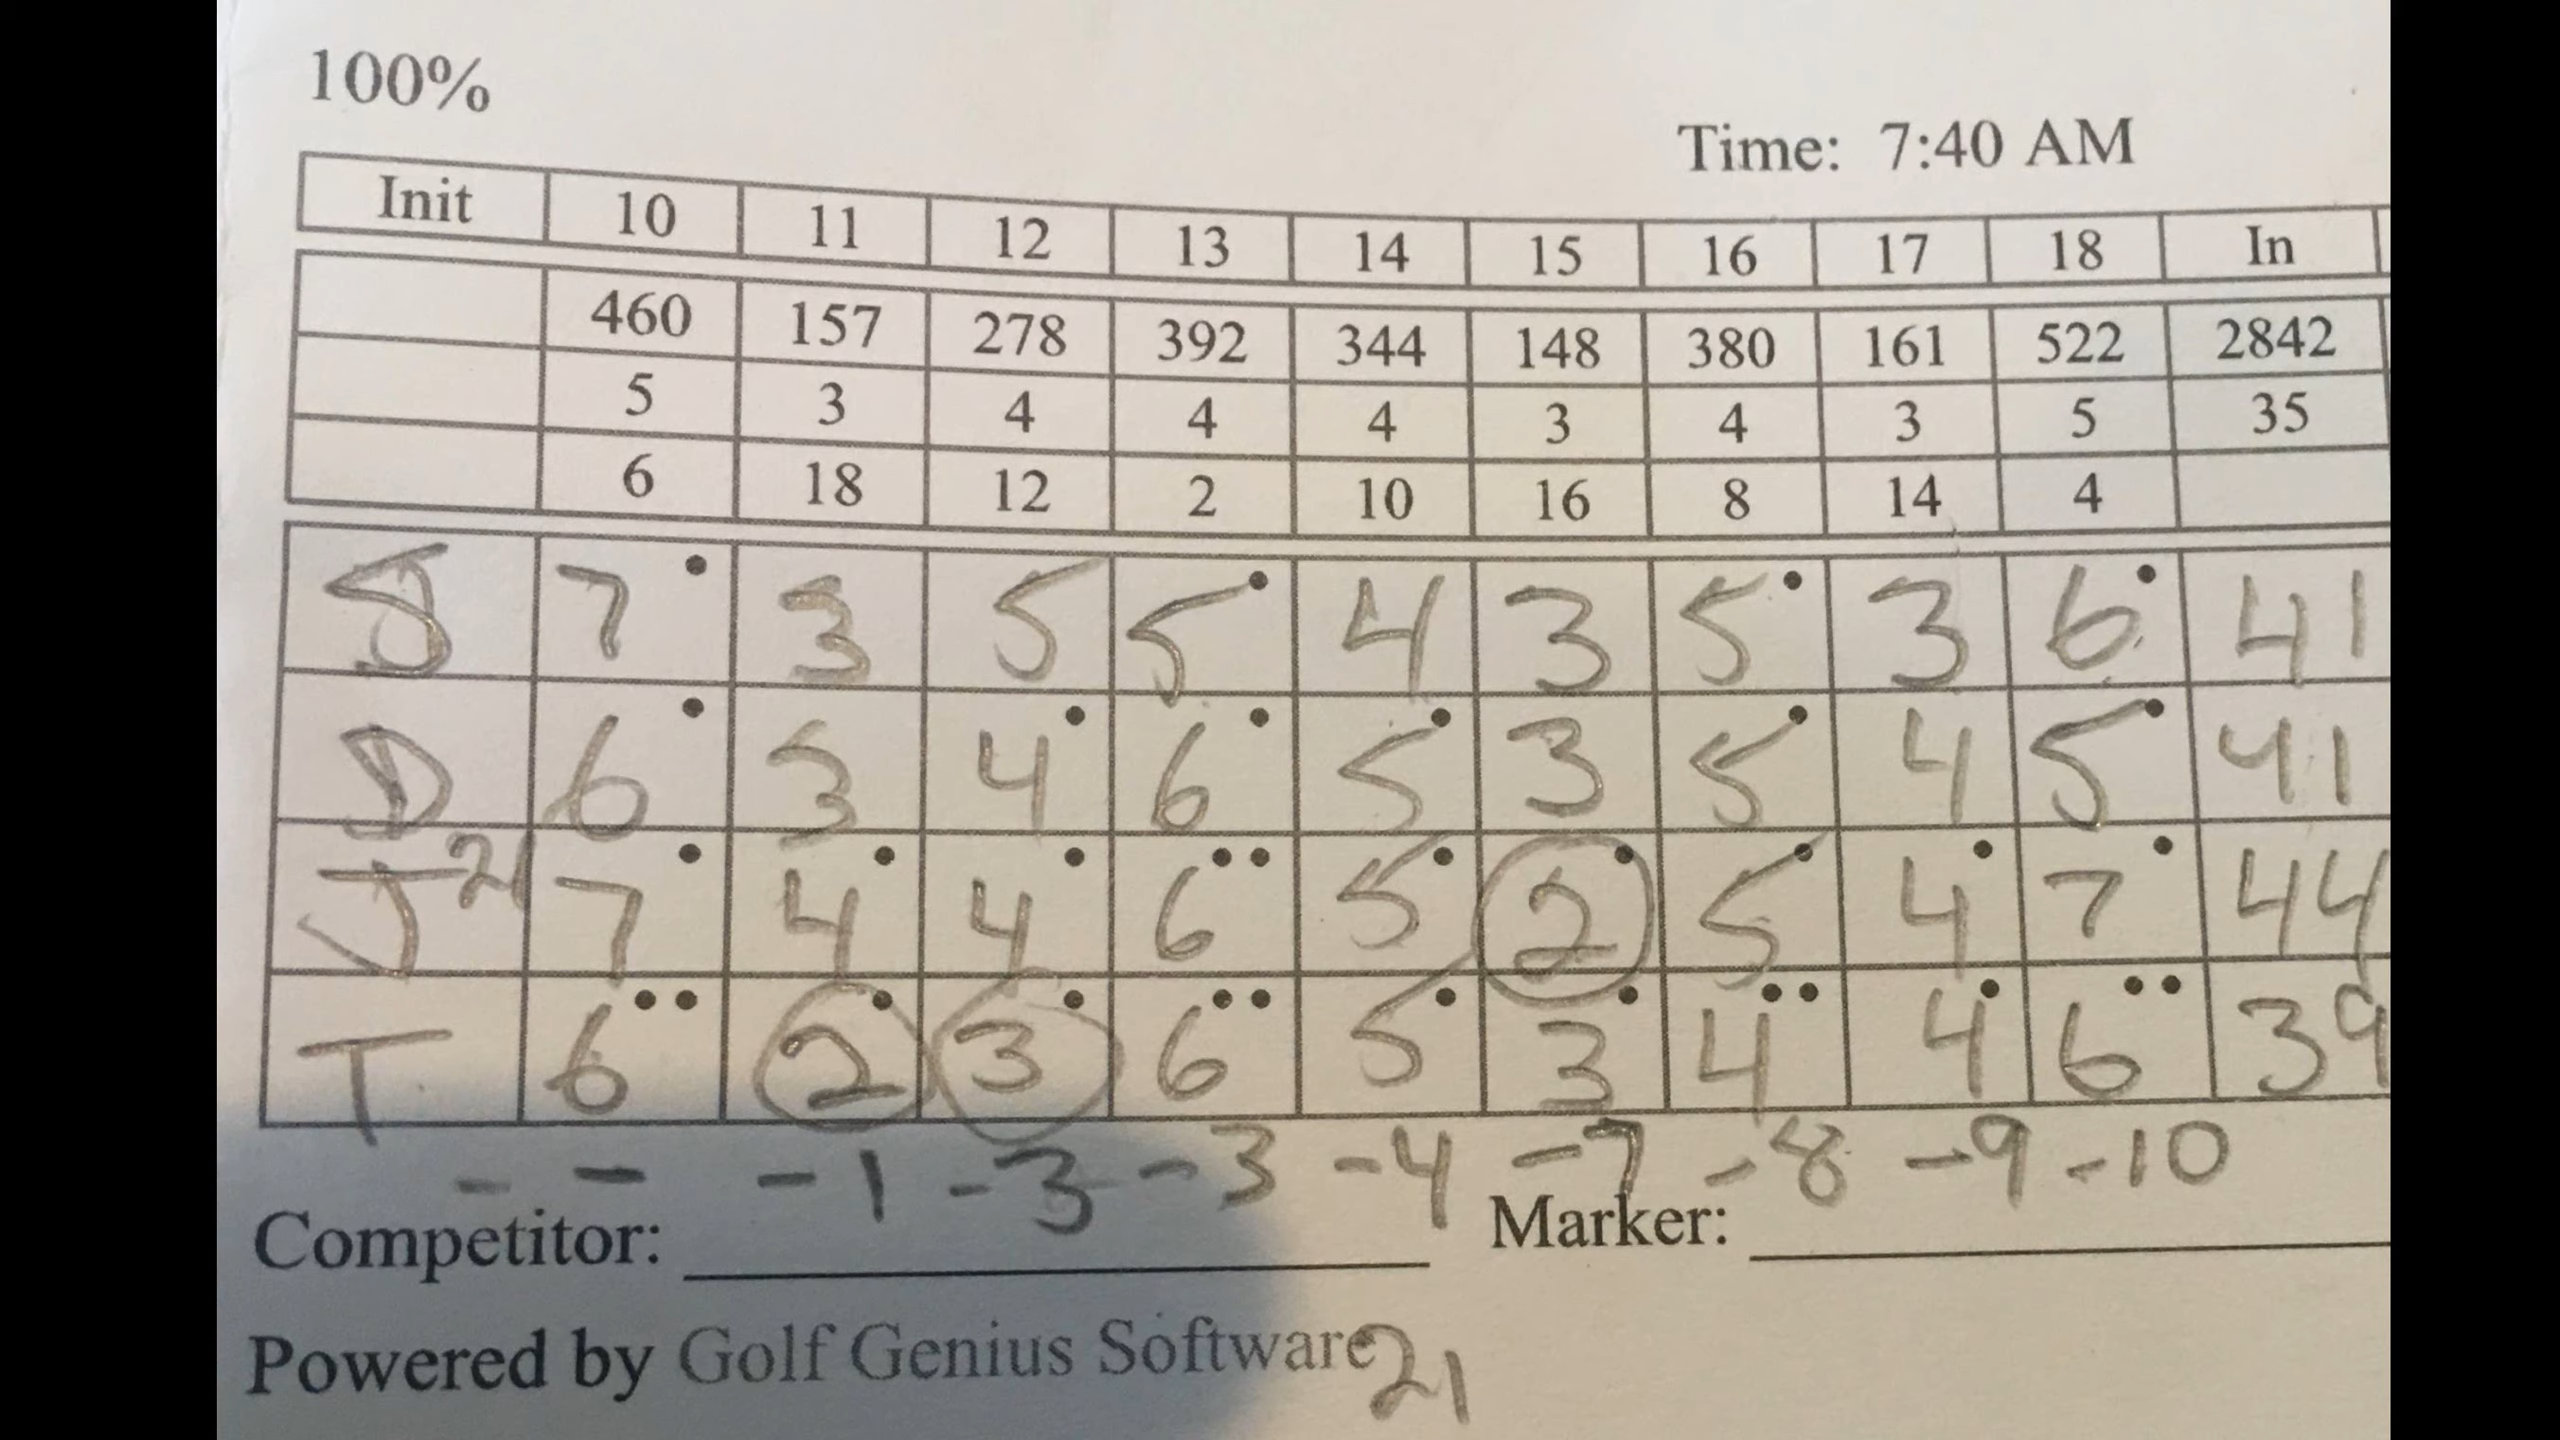 100%
Time: 7:40 AM
Init 10 11 12 13 14 15 16 17 18 In
460 157 278 392 344 148 380 161 522 2842
5 3 4 4 4 3 4 3 5 35
6 18 12 2 10 16 8 14 4
S 7 3 5 5 4 3 5 3 6 41
D 6 3 4 6 5 3 5 4 5 41
J 21 7 4 4 6 5 2 5 4 7 44
T 6 2 3 6 5 3 4 4 6 39
- - -1 -3 -3 -4 -7 -8 -9 -10
Competitor: Marker:
Powered by Golf Genius Software
21